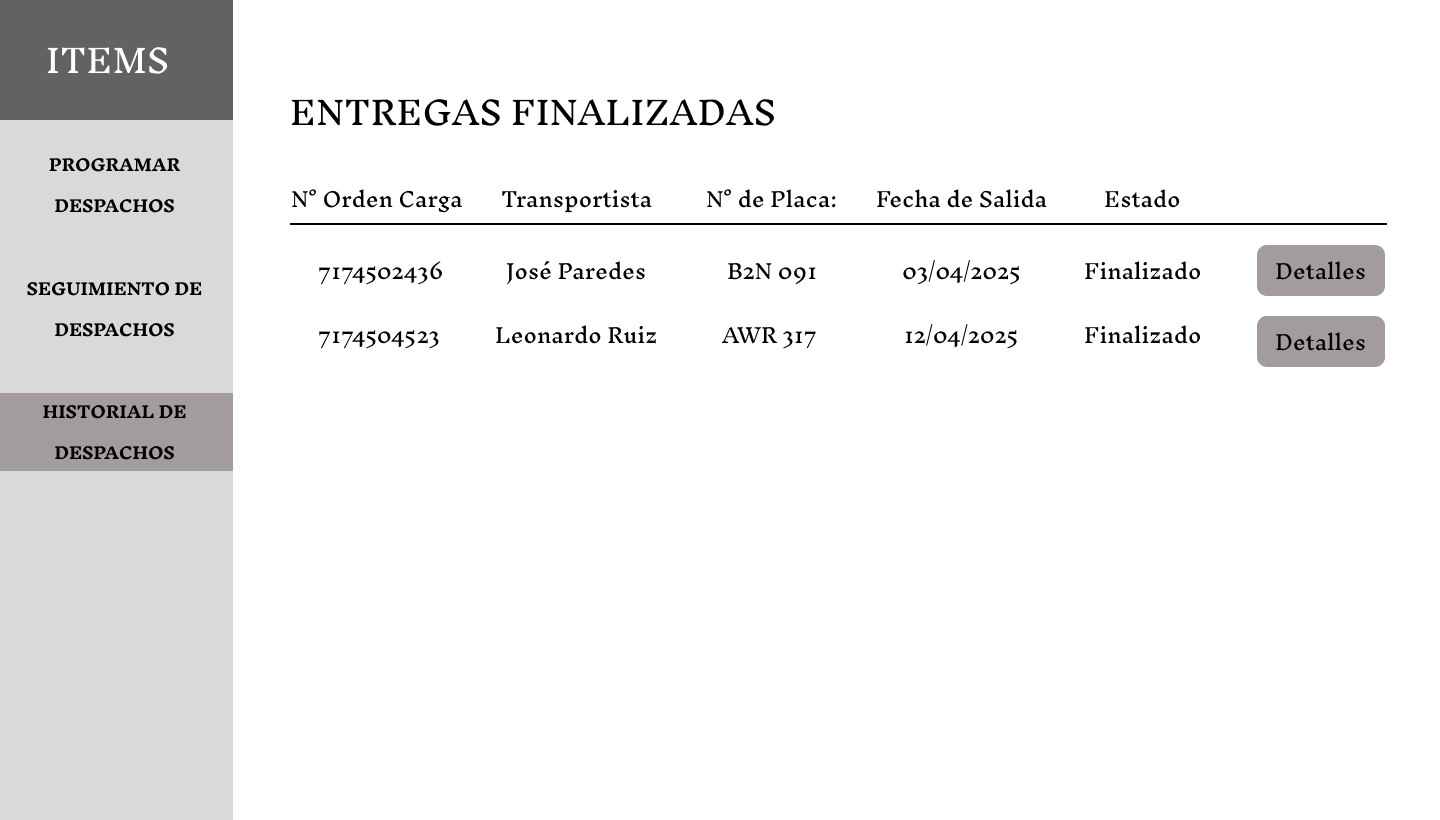 ITEMS
PROGRAMAR
DESPACHOS
SEGUIMIENTO DE
DESPACHOS
HISTORIAL DE
DESPACHOS
ENTREGAS FINALIZADAS
N° Orden Carga Transportista N° de Placa: Fecha de Salida Estado
7174502436 José Paredes B2N 091 03/04/2025 Finalizado Detalles
7174504523 Leonardo Ruiz AWR 317 12/04/2025 Finalizado Detalles